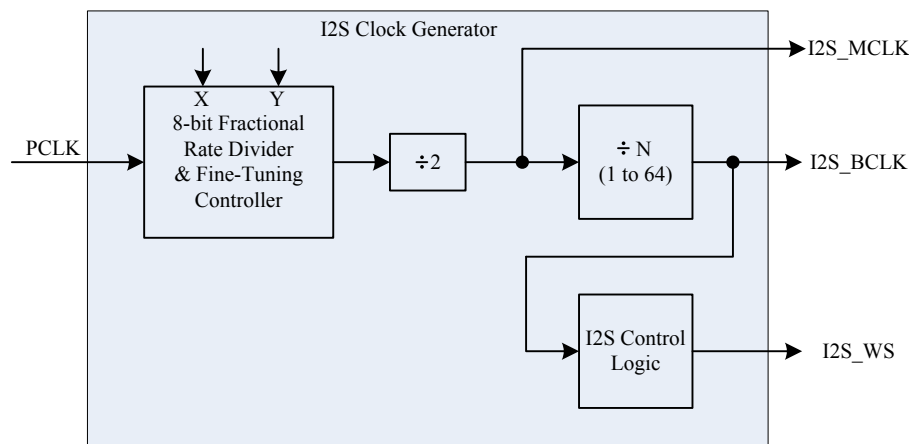 I2S Clock Generator
I2S_MCLK
X Y
8-bit Fractional
Rate Divider
& Fine-Tuning
Controller
PCLK
÷2
÷ N
(1 to 64)
I2S_BCLK
I2S Control
Logic
I2S_WS